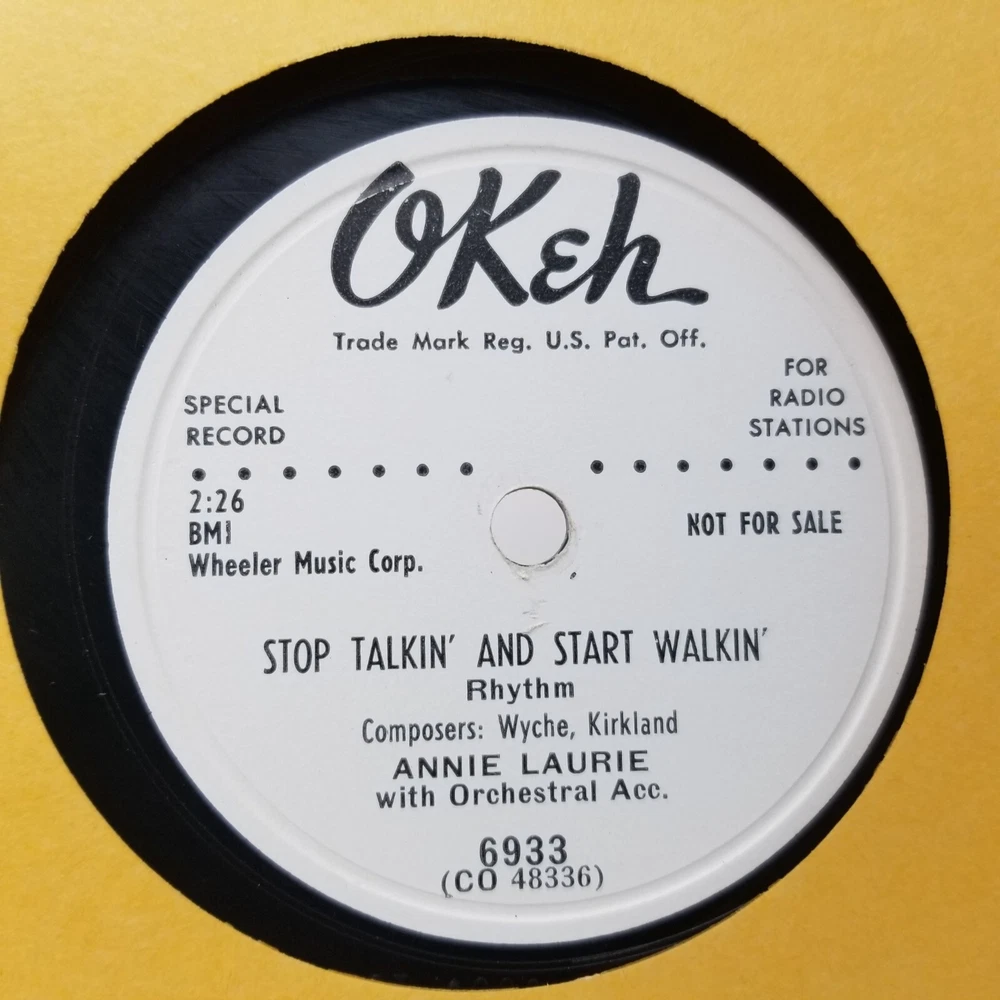 OKeh
Trade Mark Reg. U.S. Pat. Off.
SPECIAL
RECORD
FOR
RADIO
STATIONS
2:26
BMI
Wheeler Music Corp.
NOT FOR SALE
STOP TALKIN' AND START WALKIN'
Rhythm
Composers: Wyche, Kirkland
ANNIE LAURIE
with Orchestral Acc.
6933
(CO 48336)